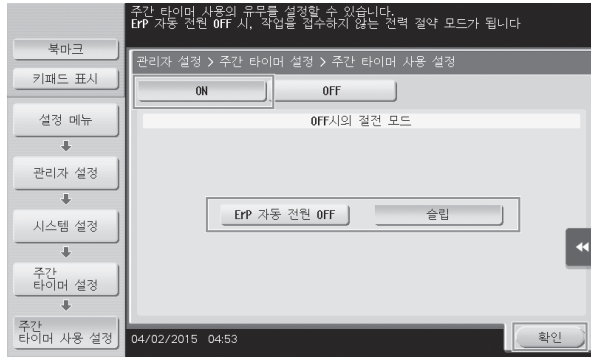 주간 타이머 사용의 유무를 설정할 수 있습니다.
ErP 자동 전원 OFF 시, 작업을 접수하지 않는 전력 절약 모드가 됩니다
북마크
키패드 표시
설정 메뉴
관리자 설정
시스템 설정
주간
타이머 설정
주간
타이머 사용 설정
관리자 설정 > 주간 타이머 설정 > 주간 타이머 사용 설정
ON
OFF
OFF시의 절전 모드
ErP 자동 전원 OFF
슬립
04/02/2015 04:53
확인